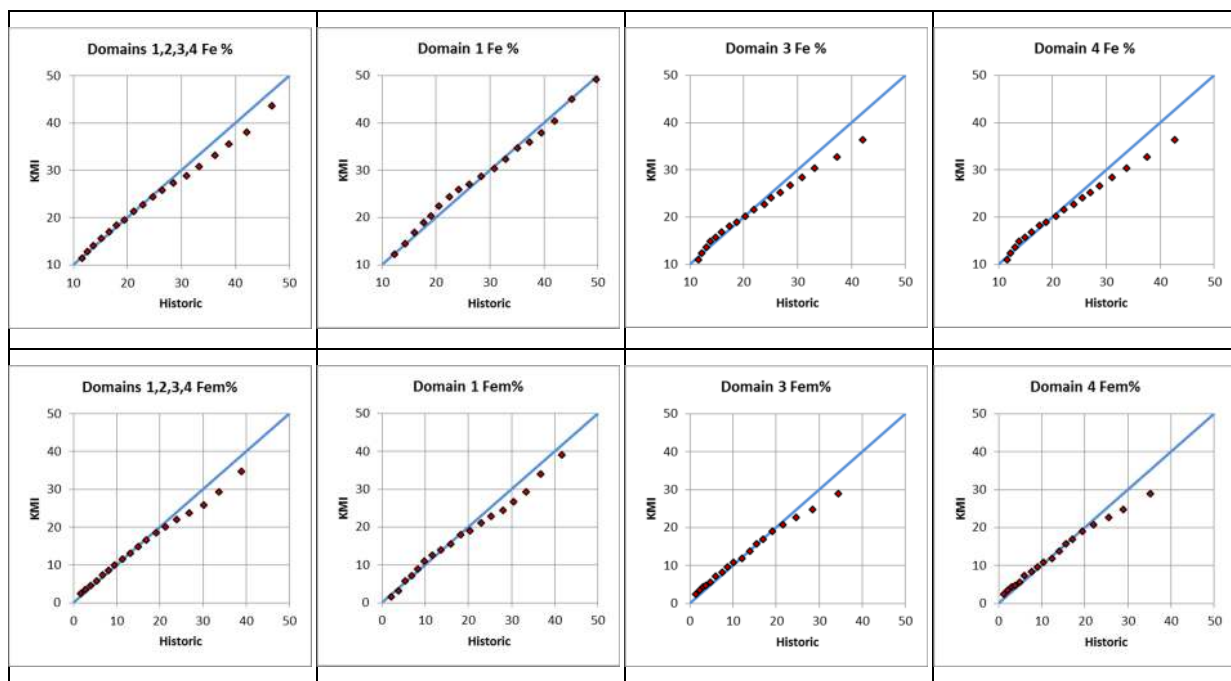 Domains 1,2,3,4 Fe %
50
40
30
20
10
KMI
10 20 30 40 50
Historic
Domain 1 Fe %
50
40
30
20
10
KMI
10 20 30 40 50
Historic
Domain 3 Fe %
50
40
30
20
10
KMI
10 20 30 40 50
Historic
Domain 4 Fe %
50
40
30
20
10
KMI
10 20 30 40 50
Historic
Domains 1,2,3,4 Fem%
50
40
30
20
10
0
KMI
0 10 20 30 40 50
Historic
Domain 1 Fem%
50
40
30
20
10
0
KMI
0 10 20 30 40 50
Historic
Domain 3 Fem%
50
40
30
20
10
0
KMI
0 10 20 30 40 50
Historic
Domain 4 Fem%
50
40
30
20
10
0
KMI
0 10 20 30 40 50
Historic